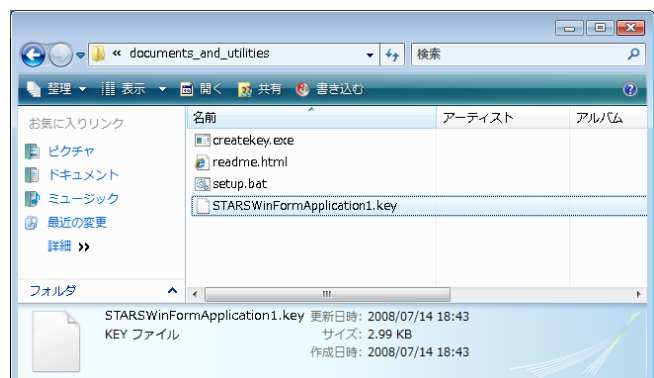 « documents_and_utilities
検索
整理 表示 開く 共有 書き込む
お気に入りリンク
ピクチャ
ドキュメント
ミュージック
最近の変更
詳細 »
フォルダ
名前 アーティスト アルバム
createkey.exe
readme.html
setup.bat
STARSWinFormApplication1.key
STARSWinFormApplication1.key 更新日時: 2008/07/14 18:43
KEY ファイル サイズ: 2.99 KB
作成日時: 2008/07/14 18:43